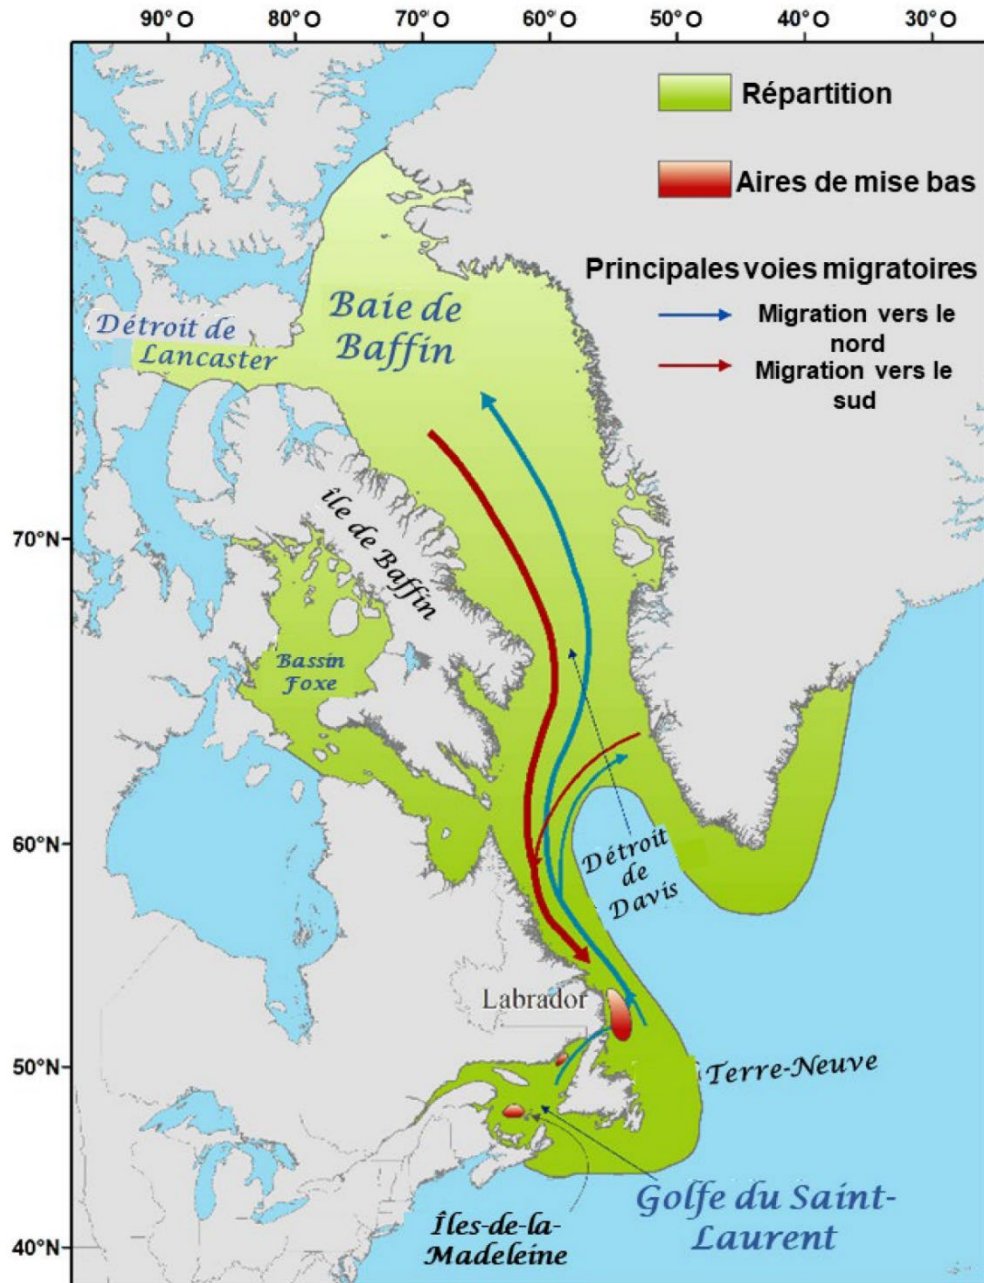 90°O 80°O 70°O 60°O 50°O 40°O 30°O
Répartition
Aires de mise bas
Principales voies migratoires
Migration vers le
nord
Migration vers le
sud
Baie de
Baffin
Détroit de
Lancaster
île de Baffin
70°N
Bassin
Foxe
60°N
Détroit
de
Davis
Labrador
50°N
Terre-Neuve
Golfe du Saint-
Laurent
Îles-de-la-
Madeleine
40°N